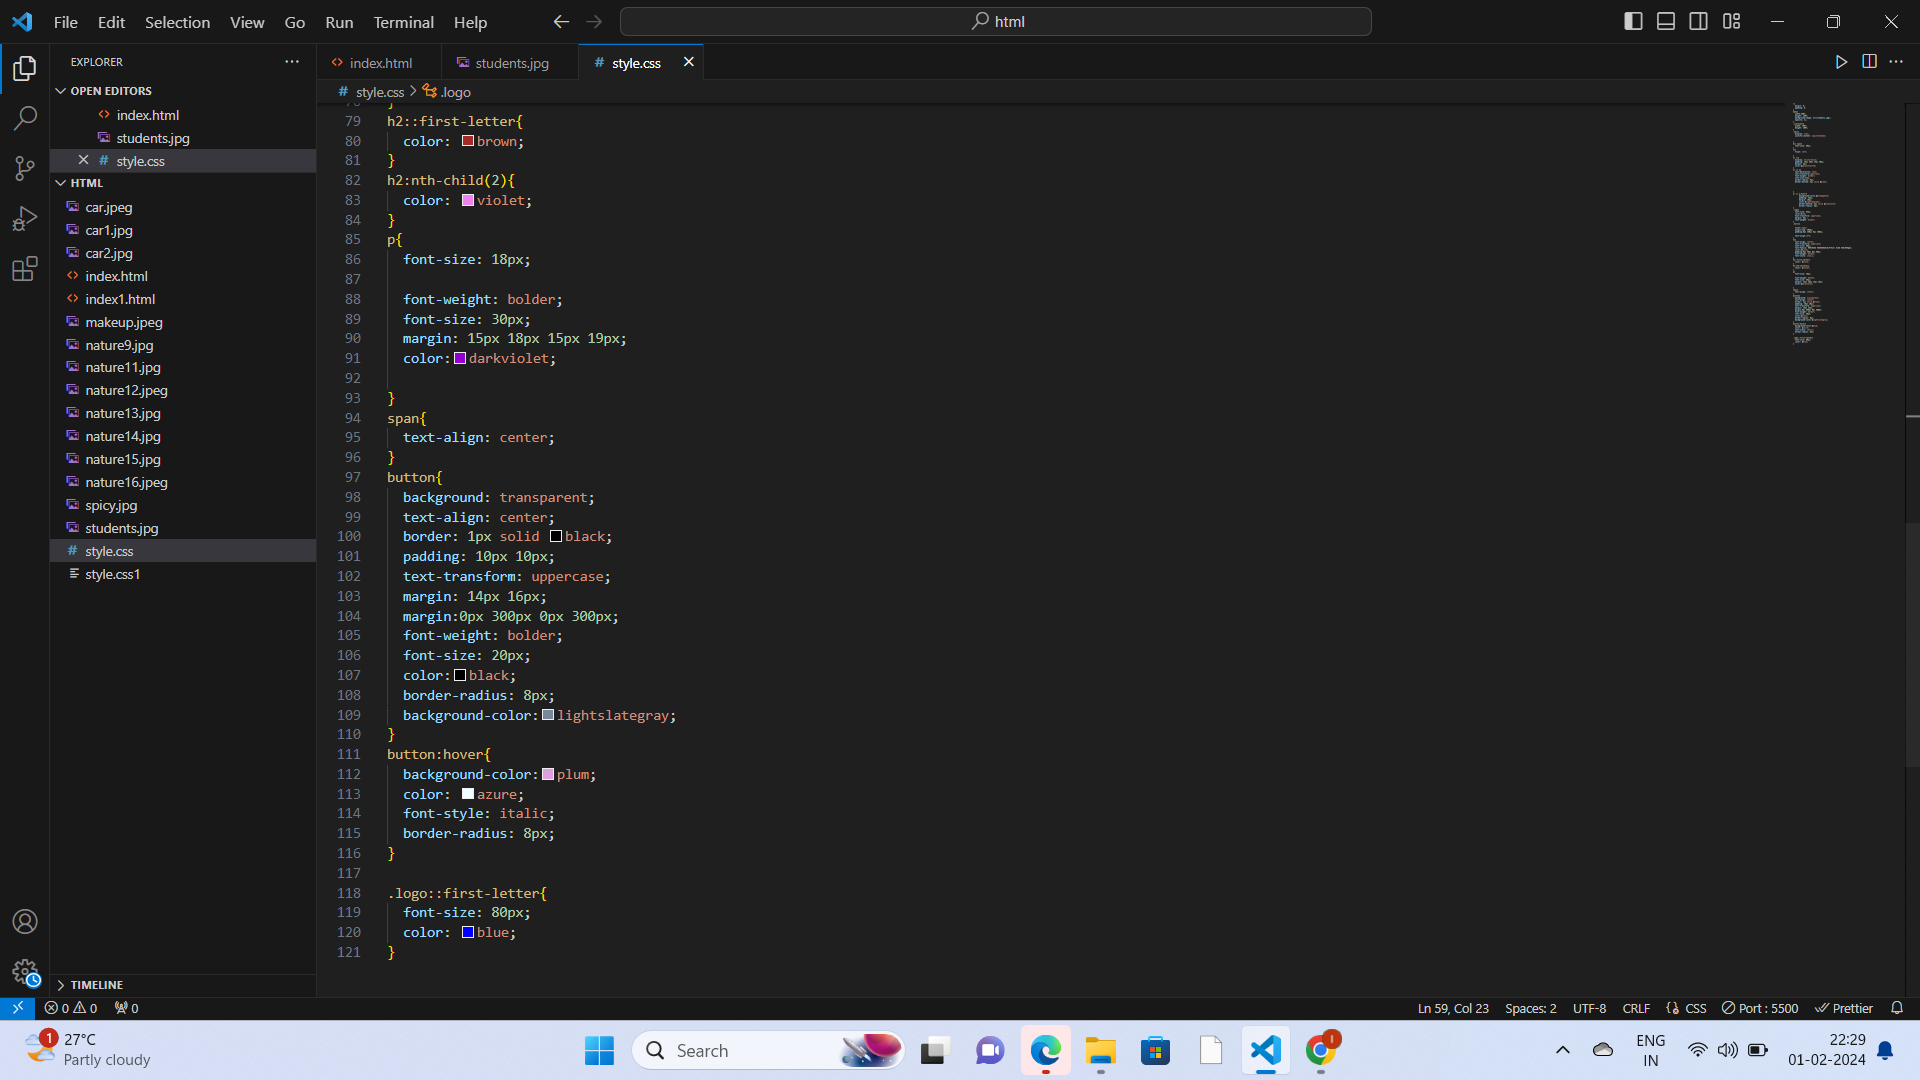 File Edit Selection View Go Run Terminal Help
html
EXPLORER
OPEN EDITORS
index.html
students.jpg
style.css
HTML
car.jpeg
car1.jpg
car2.jpg
index.html
index1.html
makeup.jpeg
nature9.jpg
nature11.jpg
nature12.jpeg
nature13.jpg
nature14.jpg
nature15.jpg
nature16.jpeg
spicy.jpg
students.jpg
style.css
style.css1
TIMELINE
index.html students.jpg # style.css
# style.css > .logo
79 h2::first-letter{
80 color: brown;
81 }
82 h2:nth-child(2){
83 color: violet;
84 }
85 p{
86 font-size: 18px;
87
88 font-weight: bolder;
89 font-size: 30px;
90 margin: 15px 18px 15px 19px;
91 color: darkviolet;
92
93 }
94 span{
95 text-align: center;
96 }
97 button{
98 background: transparent;
99 text-align: center;
100 border: 1px solid black;
101 padding: 10px 10px;
102 text-transform: uppercase;
103 margin: 14px 16px;
104 margin:0px 300px 0px 300px;
105 font-weight: bolder;
106 font-size: 20px;
107 color: black;
108 border-radius: 8px;
109 background-color: lightslategray;
110 }
111 button:hover{
112 background-color: plum;
113 color: azure;
114 font-style: italic;
115 border-radius: 8px;
116 }
117
118 .logo::first-letter{
119 font-size: 80px;
120 color: blue;
121 }
0 0 0 Ln 59, Col 23 Spaces: 2 UTF-8 CRLF {} CSS Port : 5500 Prettier
1 27°C
Partly cloudy
Search
ENG
IN
22:29
01-02-2024